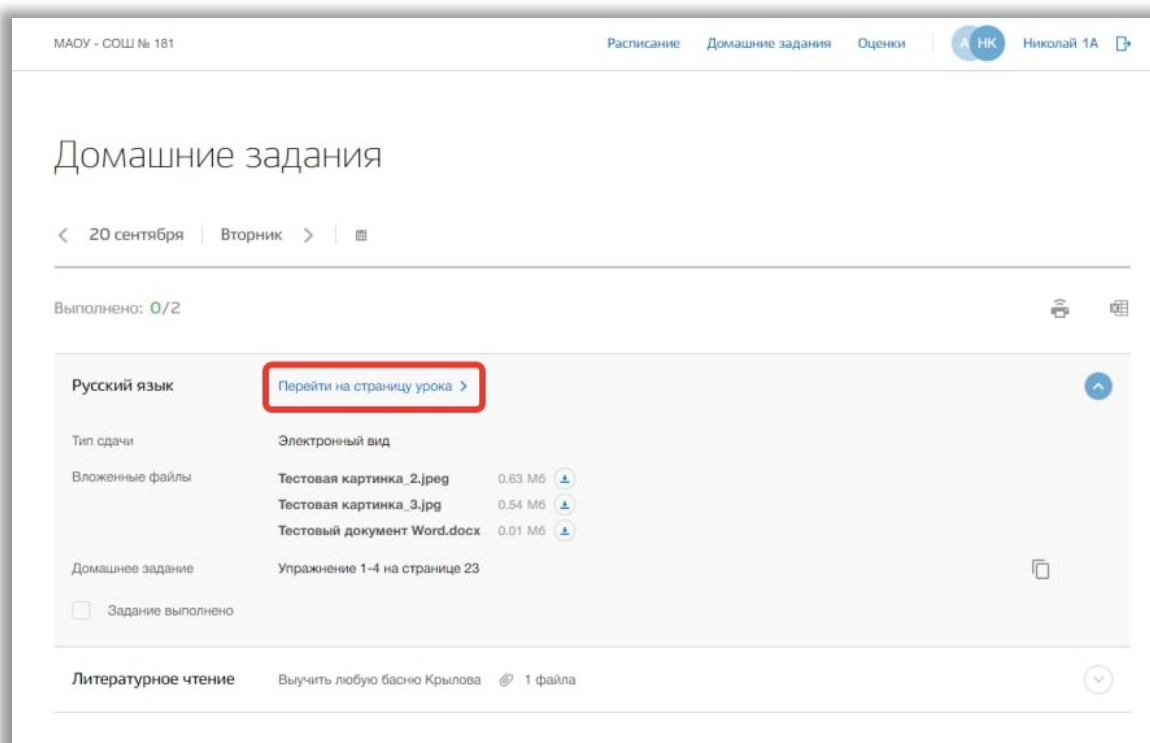 МАОУ - СОШ № 181 Расписание Домашние задания Оценки А НК Николай 1А
Домашние задания
20 сентября Вторник
Выполнено: 0/2
Русский язык Перейти на страницу урока
Тип сдачи Электронный вид
Вложенные файлы Тестовая картинка_2.jpeg 0.63 Мб
Тестовая картинка_3.jpg 0.54 Мб
Тестовый документ Word.docx 0.01 Мб
Домашнее задание Упражнение 1-4 на странице 23
Задание выполнено
Литературное чтение Выучить любую басню Крылова 1 файла